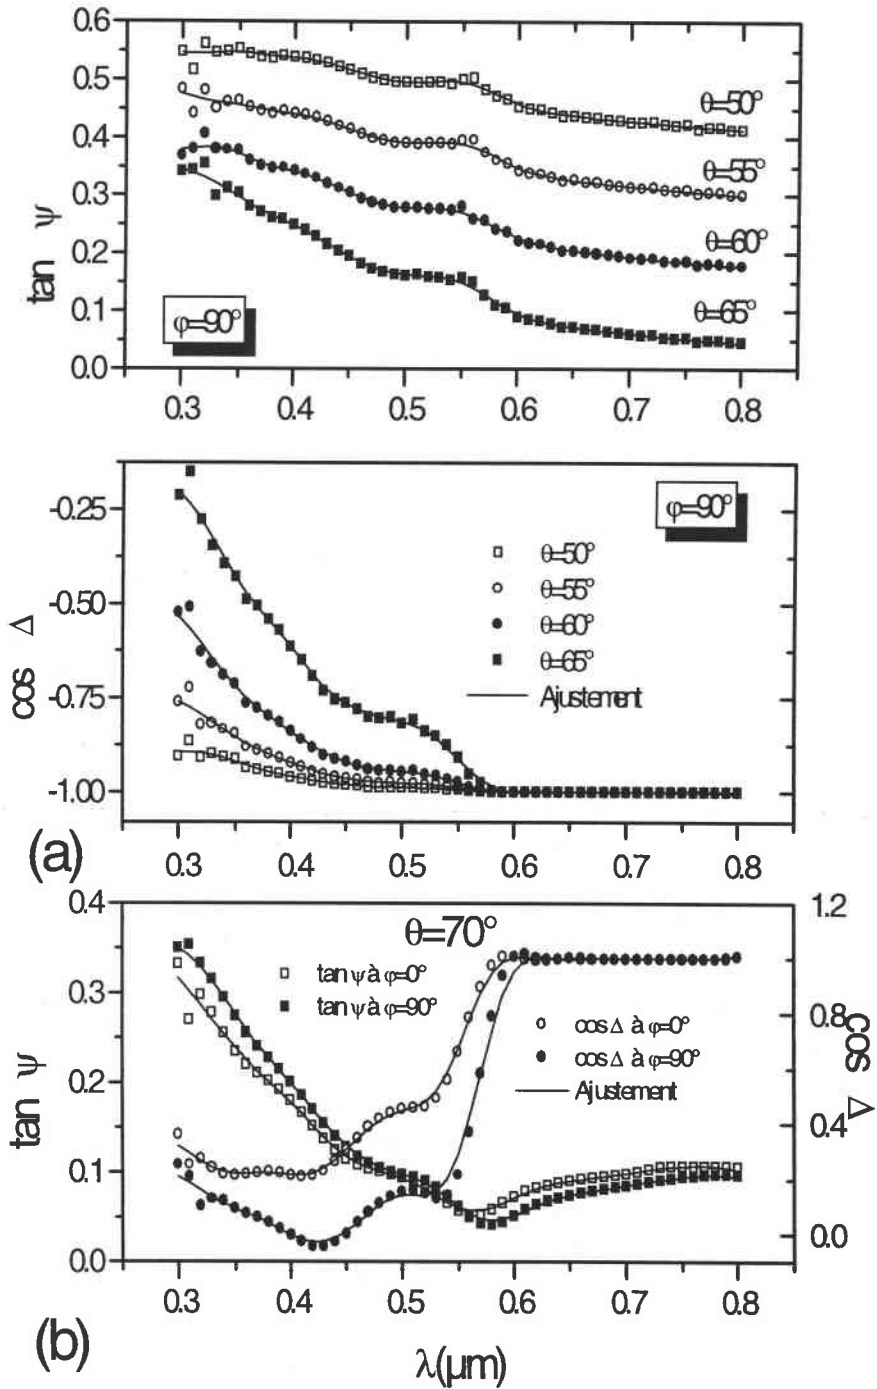 0.6
0.5
0.4
0.3
0.2
0.1
0.0
tan ψ
θ=50°
θ=55°
θ=60°
θ=65°
φ=90°
0.3 0.4 0.5 0.6 0.7 0.8
-0.25
-0.50
-0.75
-1.00
cos Δ
φ=90°
θ=50°
θ=55°
θ=60°
θ=65°
Ajustement
0.3 0.4 0.5 0.6 0.7 0.8
(a)
0.4
0.3
0.2
0.1
0.0
tan ψ
θ=70°
tan ψ à φ=0°
tan ψ à φ=90°
cos Δ à φ=0°
cos Δ à φ=90°
Ajustement
1.2
0.8
0.4
0.0
cos Δ
0.3 0.4 0.5 0.6 0.7 0.8
(b)
λ(μm)